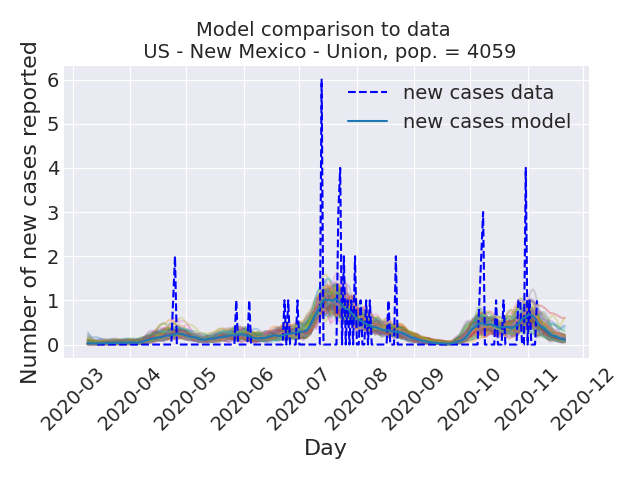 Model comparison to data
US - New Mexico - Union, pop. = 4059
Number of new cases reported
6
5
4
3
2
1
0
new cases data
new cases model
2020-03
2020-04
2020-05
2020-06
2020-07
2020-08
2020-09
2020-10
2020-11
2020-12
Day